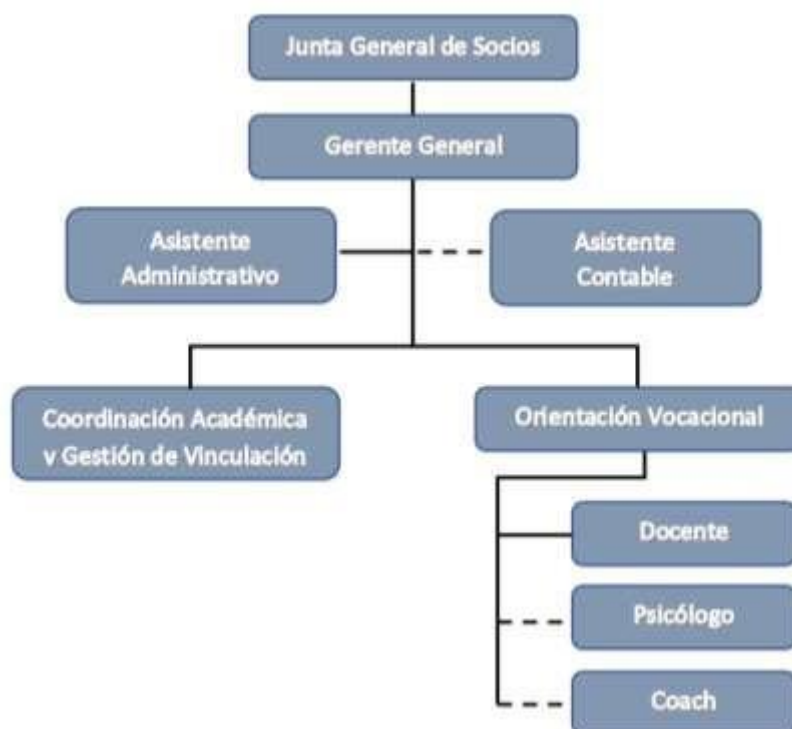 Junta General de Socios
Gerente General
Asistente
Administrativo
Asistente
Contable
Coordinación Académica
v Gestión de Vinculación
Orientación Vocacional
Docente
Psicólogo
Coach